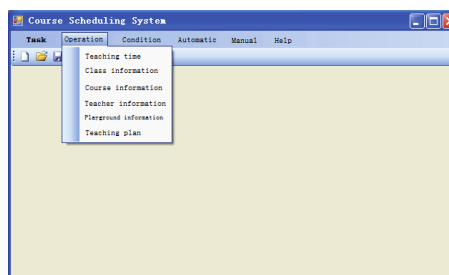 Course Scheduling System
Task Operation Condition Automatic Manual Help
Teaching time
Class information
Course information
Teacher information
Plarground information
Teaching plan